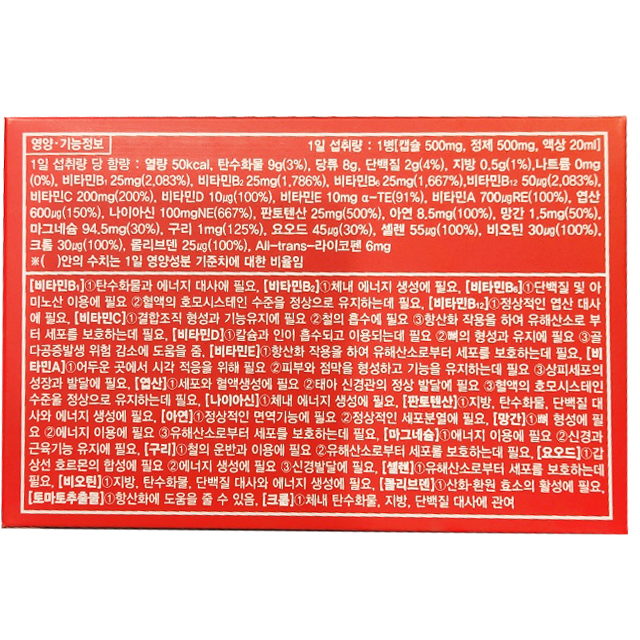 영양·기능정보
1일 섭취량 : 1병[캡슐 500mg, 정제 500mg, 액상 20ml]
1일 섭취량 당 함량 : 열량 50kcal, 탄수화물 9g(3%) 당류 8g, 단백질 2g(4%), 지방 0.5g(1%),나트륨 0mg
(0%), 비타민B₁ 25mg(2,083%), 비타민B₂ 25mg(1,786%), 비타민B₆ 25mg(1,667%),비타민B₁₂ 50㎍(2,083%),
비타민C 200mg(200%), 비타민D 10㎍(100%), 비타민E 10mg α-TE(91%), 비타민A 700㎍RE(100%), 엽산
600㎍(150%), 나이아신 100mgNE(667%), 판토텐산 25mg(500%), 아연 8.5mg(100%), 망간 1.5mg(50%),
마그네슘 94.5mg(30%), 구리 1mg(125%), 요오드 45㎍(30%), 셀렌 55㎍(100%), 비오틴 30㎍(100%),
크롬 30㎍(100%), 몰리브덴 25㎍(100%), All-trans-라이코펜 6mg
※( )안의 수치는 1일 영양성분 기준치에 대한 비율임
[비타민B₁]①탄수화물과 에너지 대사에 필요, [비타민B₂]①체내 에너지 생성에 필요, [비타민B₆]①단백질 및 아
미노산 이용에 필요 ②혈액의 호모시스테인 수준을 정상으로 유지하는데 필요, [비타민B₁₂]①정상적인 엽산 대사
에 필요, [비타민C]①결합조직 형성과 기능유지에 필요 ②철의 흡수에 필요 ③항산화 작용을 하여 유해산소로 부
터 세포를 보호하는데 필요, [비타민D]①칼슘과 인이 흡수되고 이용되는데 필요 ②뼈의 형성과 유지에 필요 ③골
다공증발생 위험 감소에 도움을 줌, [비타민E]①항산화 작용을 하여 유해산소로부터 세포를 보호하는데 필요, [비
타민A]①어두운 곳에서 시각 적응을 위해 필요 ②피부와 점막을 형성하고 기능을 유지하는데 필요 ③상피세포의
성장과 발달에 필요, [엽산]①세포와 혈액생성에 필요 ②태아 신경관의 정상 발달에 필요 ③혈액의 호모시스테인
수준을 정상으로 유지하는데 필요, [나이아신]①체내 에너지 생성에 필요, [판토텐산]①지방, 탄수화물, 단백질 대
사와 에너지 생성에 필요, [아연]①정상적인 면역기능에 필요 ②정상적인 세포분열에 필요, [망간]①뼈 형성에 필
요 ②에너지 이용에 필요 ③유해산소로부터 세포를 보호하는데 필요, [마그네슘]①에너지 이용에 필요 ②신경과
근육기능 유지에 필요, [구리]①철의 운반과 이용에 필요 ②유해산소로부터 세포를 보호하는데 필요, [요오드]①갑
상선 호르몬의 합성에 필요 ②에너지 생성에 필요 ③신경발달에 필요, [셀렌]①유해산소로부터 세포를 보호하는데
필요, [비오틴]①지방, 탄수화물, 단백질 대사와 에너지 생성에 필요, [몰리브덴]①산화·환원 효소의 활성에 필요,
[토마토추출물]①항산화에 도움을 줄 수 있음, [크롬]①체내 탄수화물, 지방, 단백질 대사에 관여